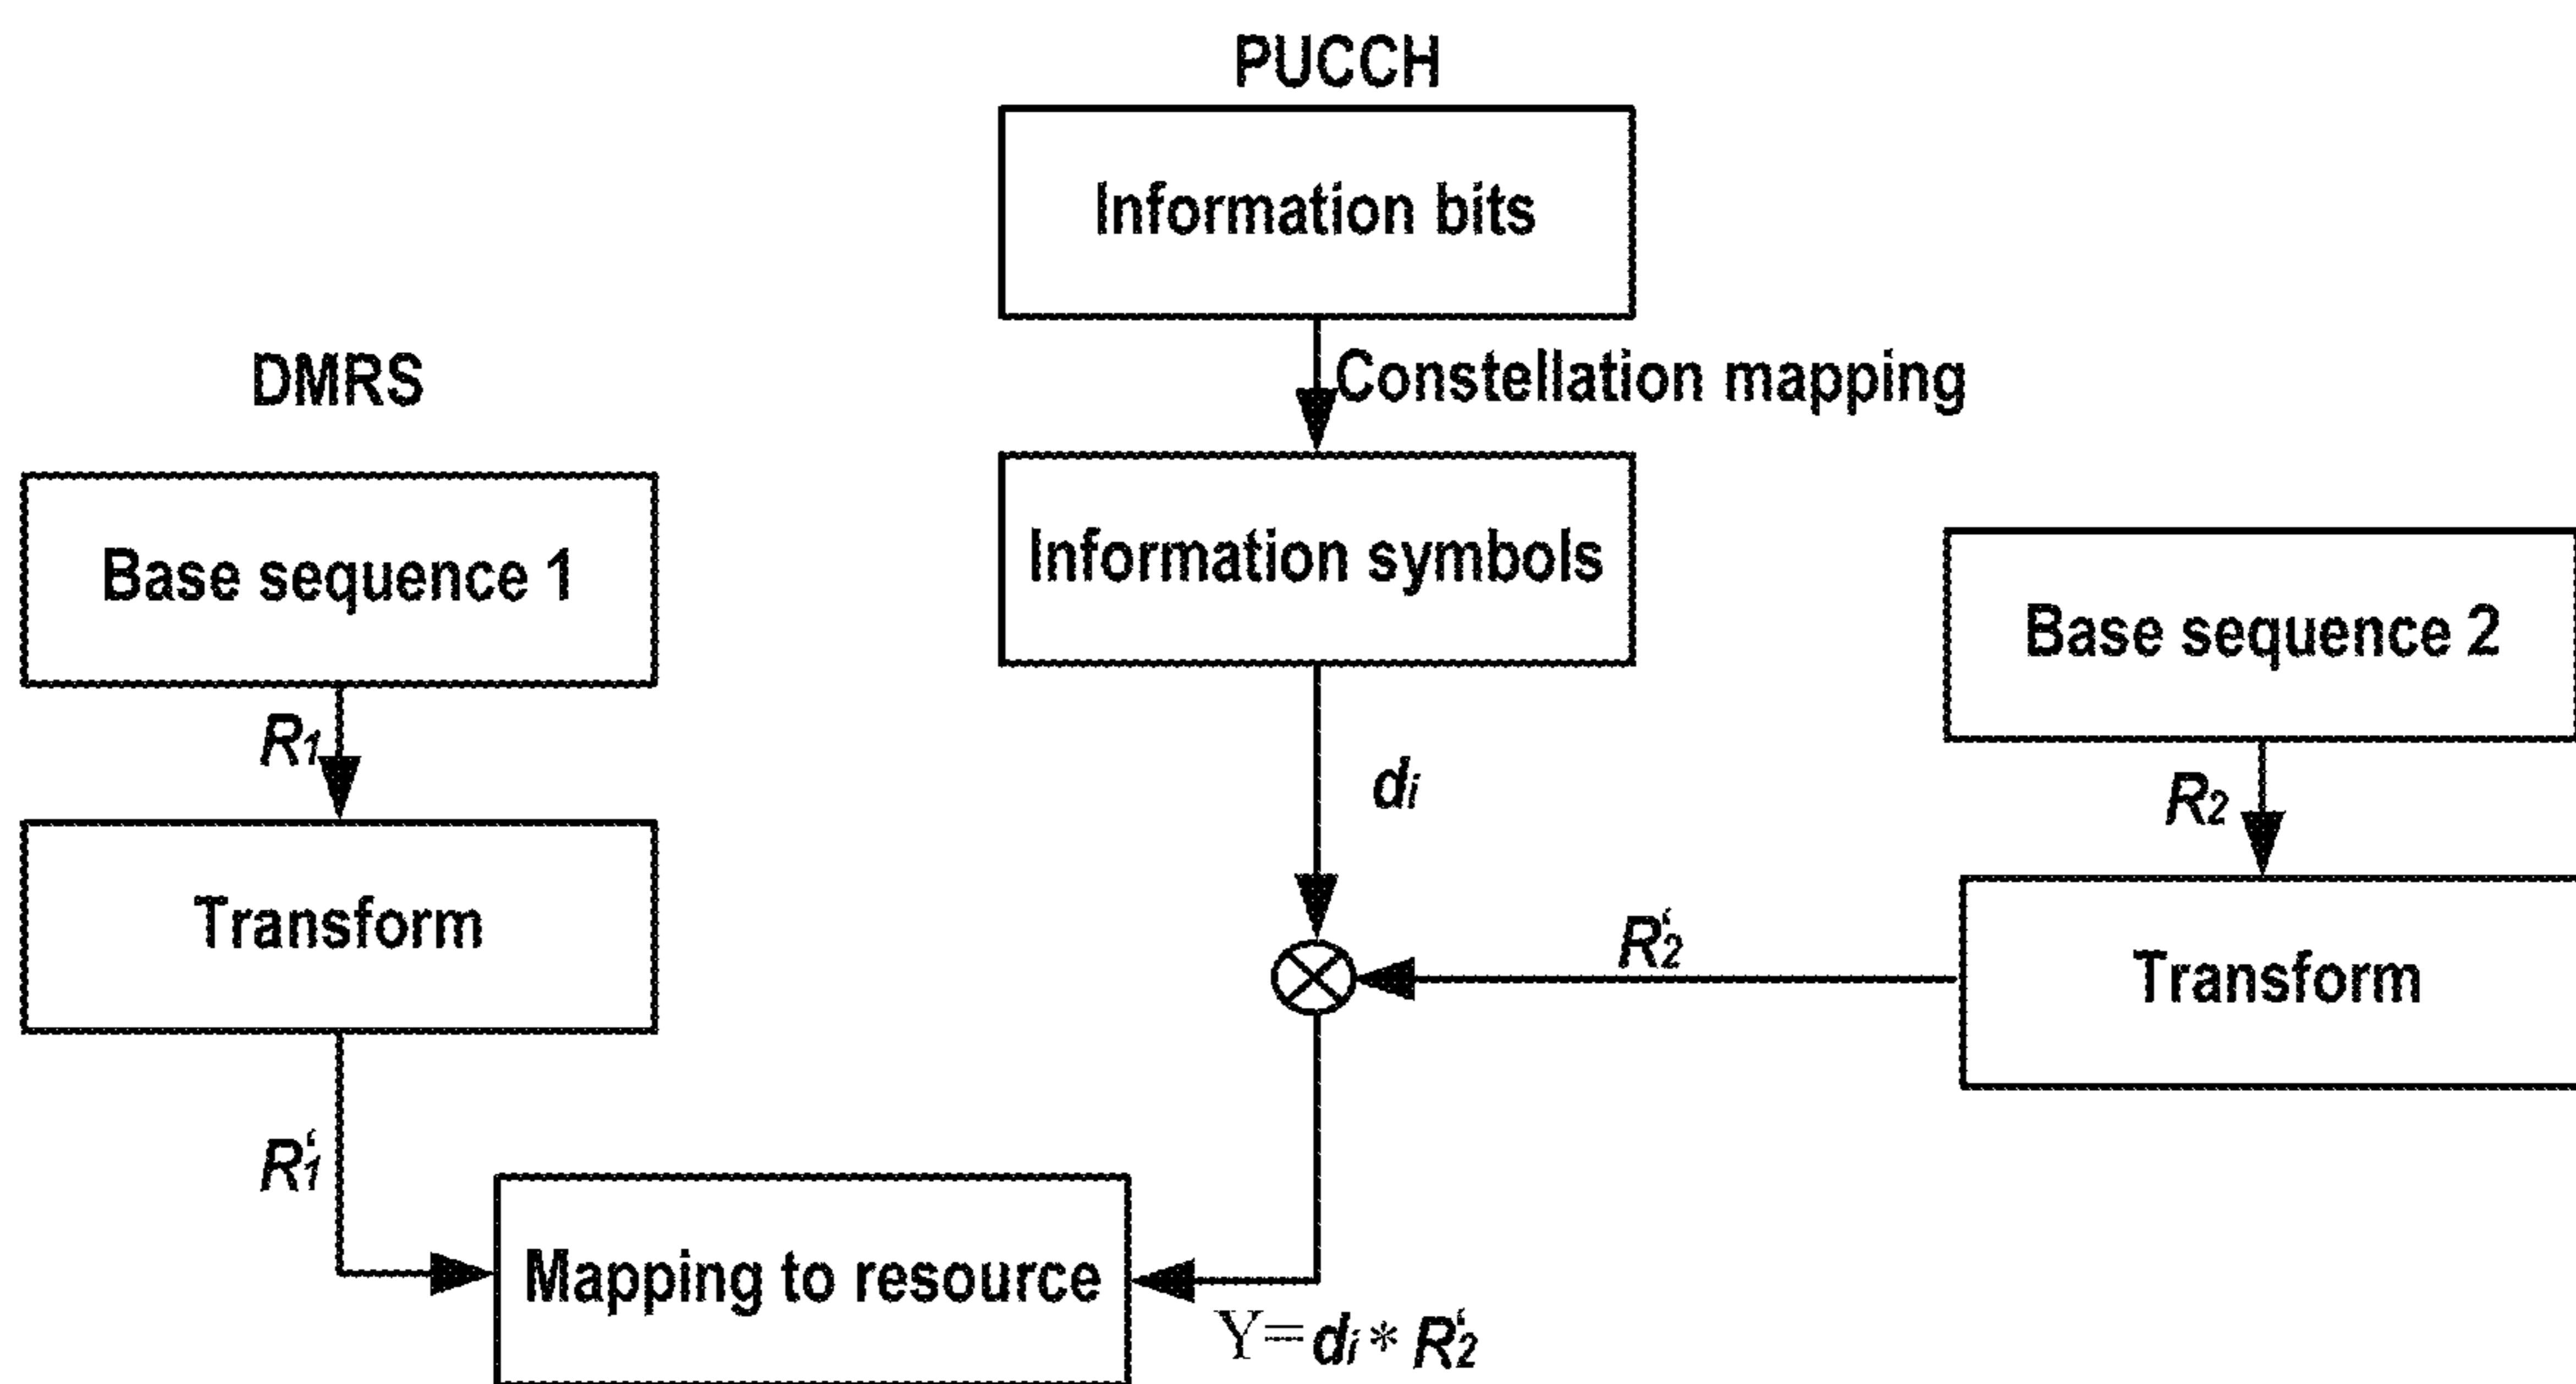 PUCCH
Information bits
Constellation mapping
DMRS
Information symbols
Base sequence 1
Base sequence 2
R1
di
R2
Transform
R‘2
Transform
R‘1
Mapping to resource
Y=di* R‘2